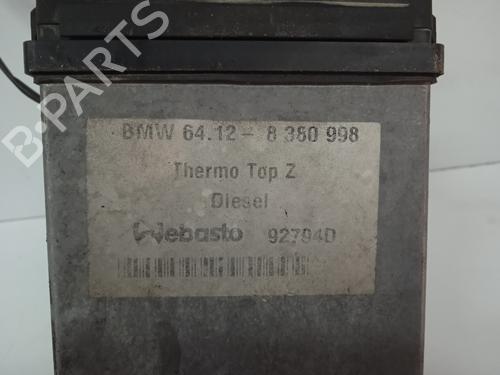 B-PARTS
BMW 64.12- 8 380 998
Thermo Top Z
Diesel
Webasto 92794D